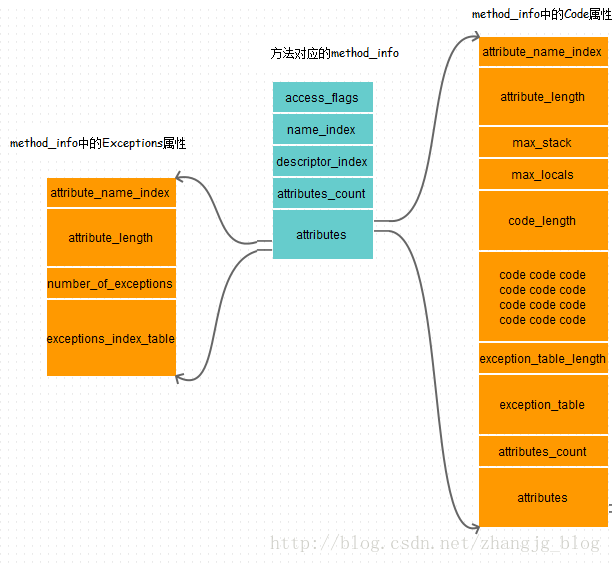 method_info中的Code属性
方法对应的method_info
method_info中的Exceptions属性
attribute_name_index
attribute_length
number_of_exceptions
exceptions_index_table
access_flags
name_index
descriptor_index
attributes_count
attributes
attribute_name_index
attribute_length
max_stack
max_locals
code_length
code code code
code code code
code code code
code code code
exception_table_length
exception_table
attributes_count
attributes
http://blog.csdn.net/zhangjg_blog